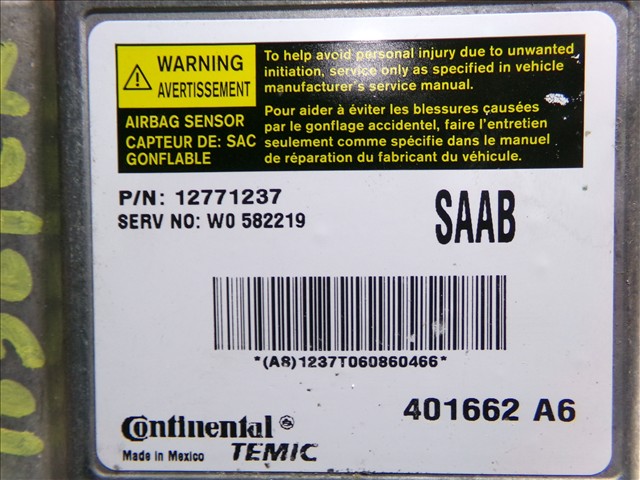 WARNING
AVERTISSEMENT
AIRBAG SENSOR
CAPTEUR DE: SAC
GONFLABLE
To help avoid personal injury due to unwanted
initiation, service only as specified in vehicle
manufacturer's service manual.
Pour aider à éviter les blessures causées
par le gonflage accidentel, faire l'entretien
seulement comme spécifie dans le manuel
de réparation du fabricant du véhicule.
P/N: 12771237
SERV NO: W0 582219
SAAB
*(A8)1237T060860466*
401662 A6
Continental
TEMIC
Made in Mexico